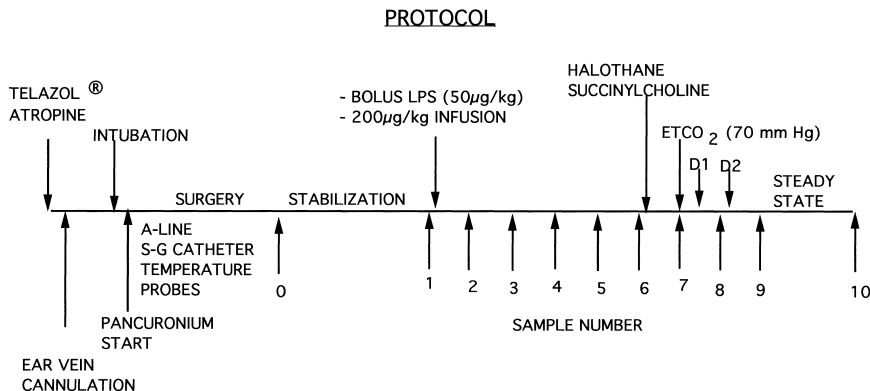 PROTOCOL
TELAZOL ®
ATROPINE
INTUBATION
- BOLUS LPS (50µg/kg)
- 200µg/kg INFUSION
HALOTHANE
SUCCINYLCHOLINE
ETCO2 (70 mm Hg)
D1 D2
SURGERY
STABILIZATION
STEADY
STATE
A-LINE
S-G CATHETER
TEMPERATURE
PROBES
0 1 2 3 4 5 6 7 8 9 10
PANCURONIUM
START
SAMPLE NUMBER
EAR VEIN
CANNULATION